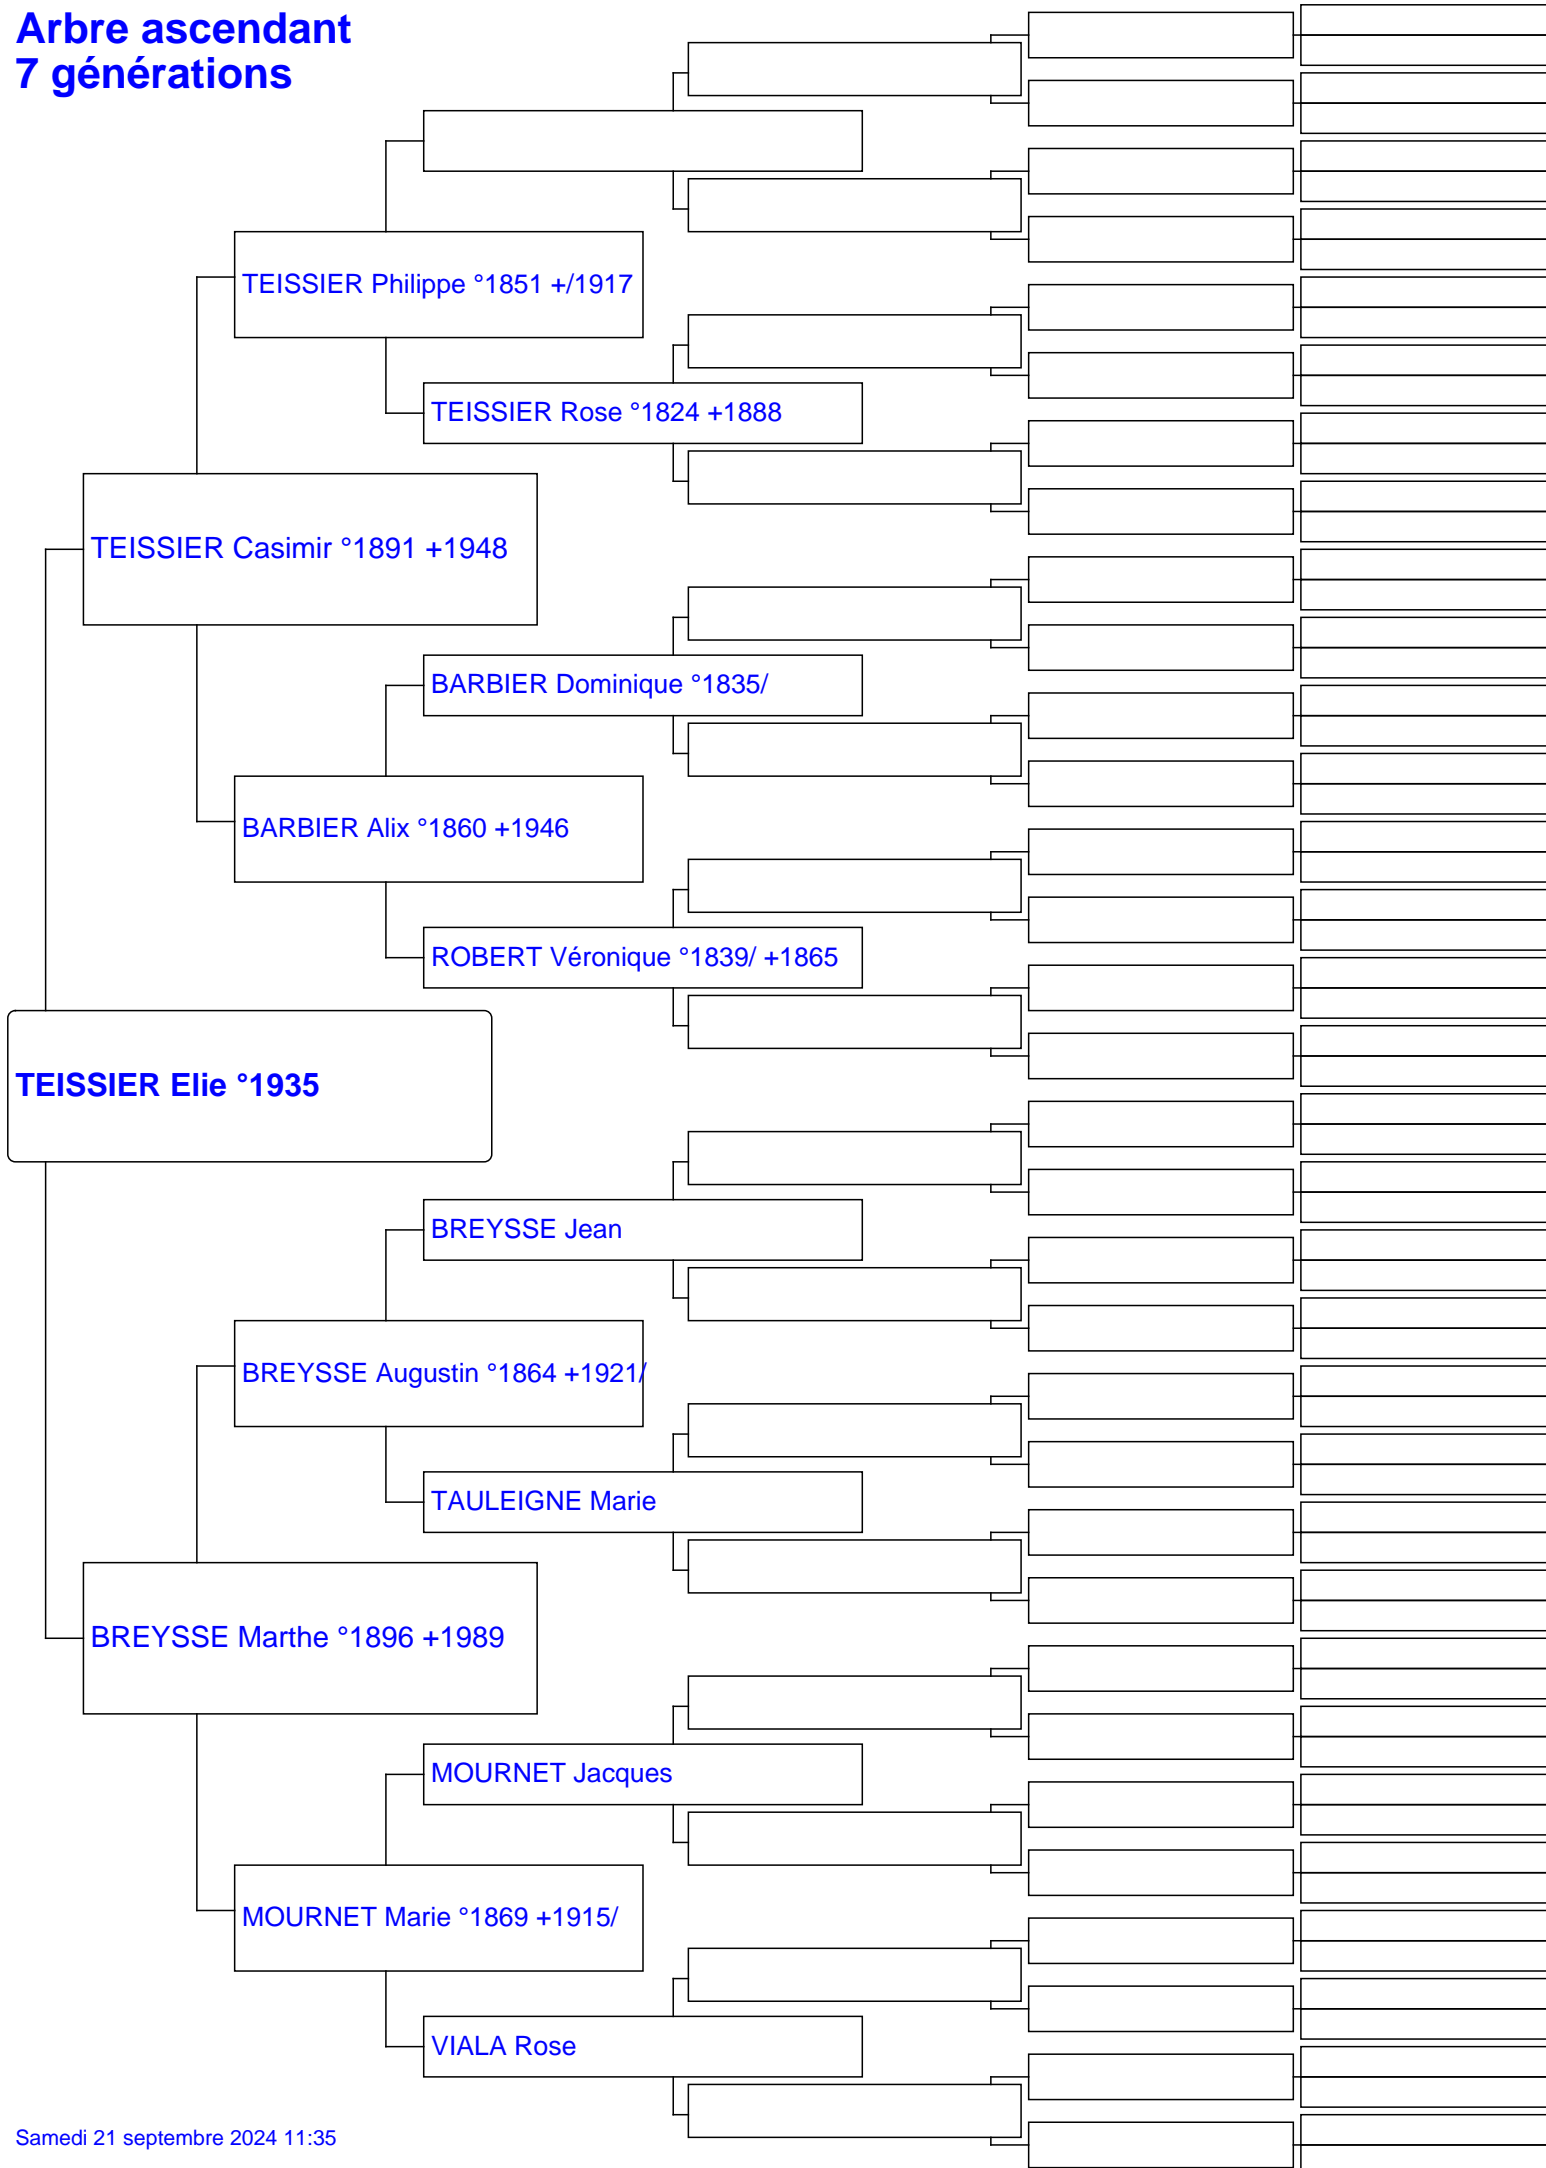 Arbre ascendant
7 générations
TEISSIER Philippe °1851 +/1917
TEISSIER Rose °1824 +1888
TEISSIER Casimir °1891 +1948
BARBIER Dominique °1835/
BARBIER Alix °1860 +1946
ROBERT Véronique °1839/ +1865
TEISSIER Elie °1935
BREYSSE Jean
BREYSSE Augustin °1864 +1921/
TAULEIGNE Marie
BREYSSE Marthe °1896 +1989
MOURNET Jacques
MOURNET Marie °1869 +1915/
VIALA Rose
Samedi 21 septembre 2024 11:35